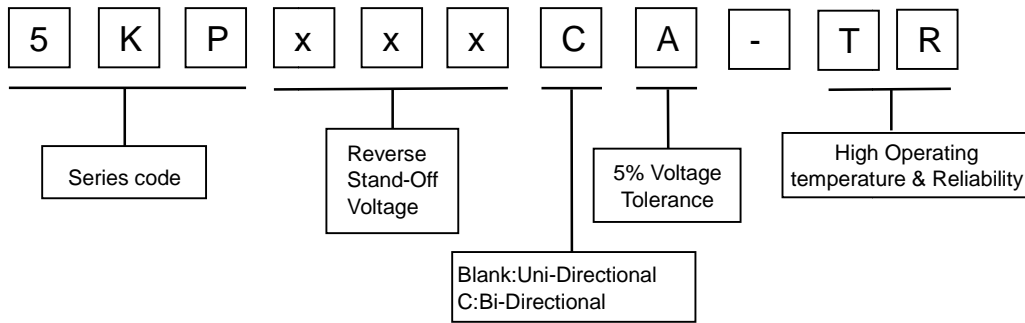 5 K P x x x C A - T R
Series code
Reverse
Stand-Off
Voltage
5% Voltage
Tolerance
High Operating
temperature & Reliability
Blank:Uni-Directional
C:Bi-Directional